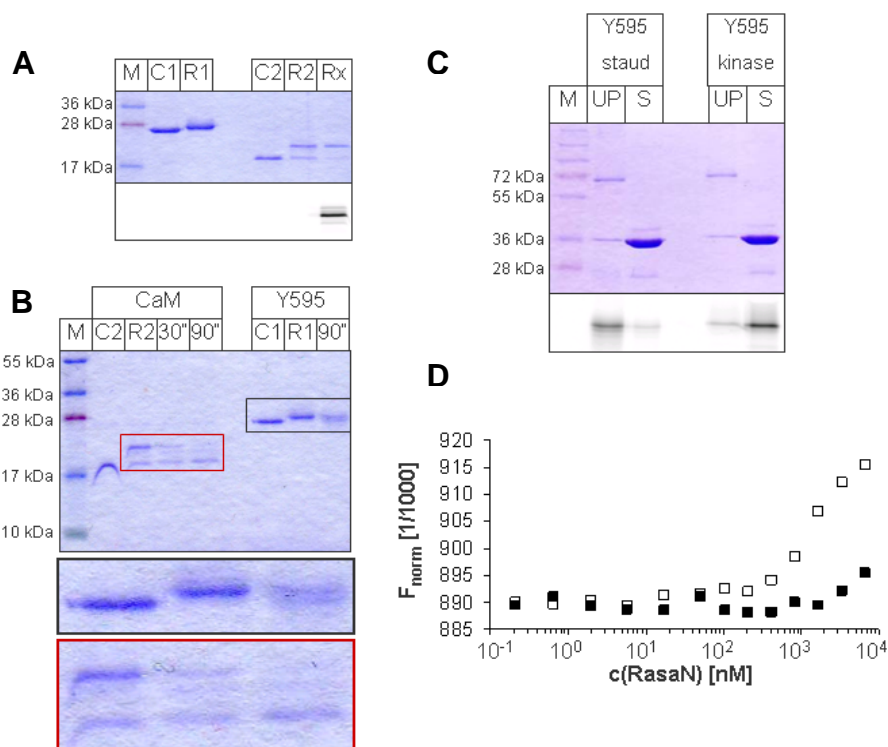 A
M C1 R1 C2 R2 Rx
36 kDa
28 kDa
17 kDa
B
CaM Y595
M C2 R2 30" 90" C1 R1 90"
55 kDa
36 kDa
28 kDa
17 kDa
10 kDa
C
Y595 Y595
staud kinase
M UP S UP S
72 kDa
55 kDa
36 kDa
28 kDa
D
920
915
910
905
900
895
890
885
Fnorm [1/1000]
10-1 100 101 102 103 104
c(RasaN) [nM]